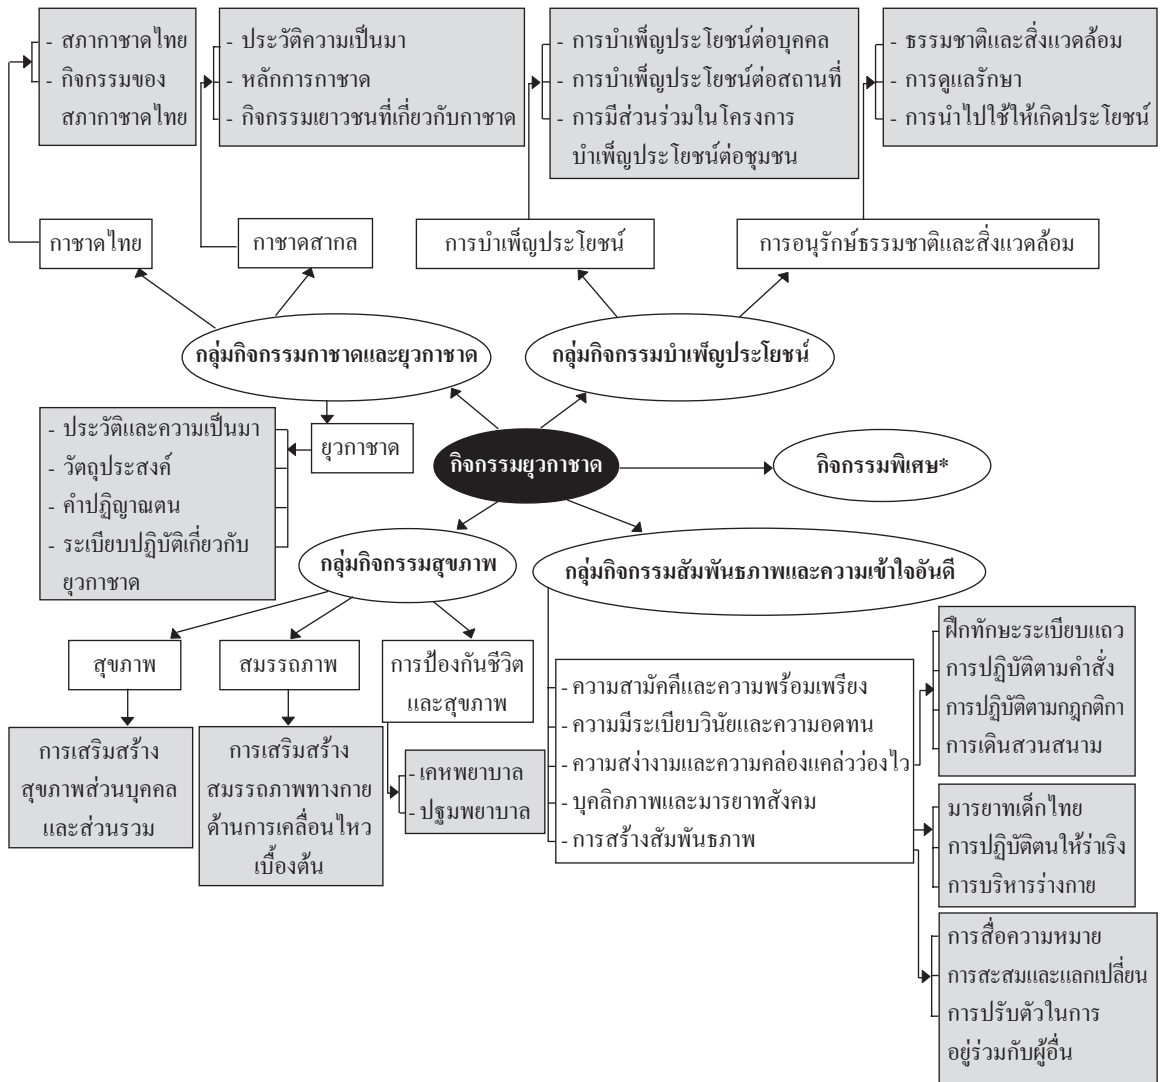 - สภากาชาดไทย
- กิจกรรมของ
สภากาชาดไทย
- ประวัติความเป็นมา
- หลักการกาชาด
- กิจกรรมเยาวชนที่เกี่ยวกับกาชาด
- การบำเพ็ญประโยชน์ต่อบุคคล
- การบำเพ็ญประโยชน์ต่อสถานที่
- การมีส่วนร่วมในโครงการ
บำเพ็ญประโยชน์ต่อชุมชน
- ธรรมชาติและสิ่งแวดล้อม
- การดูแลรักษา
- การนำไปใช้ให้เกิดประโยชน์
กาชาดไทย
กาชาดสากล
การบำเพ็ญประโยชน์
การอนุรักษ์ธรรมชาติและสิ่งแวดล้อม
กลุ่มกิจกรรมกาชาดและยุวกาชาด
กลุ่มกิจกรรมบำเพ็ญประโยชน์
- ประวัติและความเป็นมา
- วัตถุประสงค์
- คำปฏิญาณตน
- ระเบียบปฏิบัติเกี่ยวกับ
ยุวกาชาด
ยุวกาชาด
กิจกรรมยุวกาชาด
กิจกรรมพิเศษ*
กลุ่มกิจกรรมสุขภาพ
กลุ่มกิจกรรมสัมพันธภาพและความเข้าใจอันดี
สุขภาพ
สมรรถภาพ
การป้องกันชีวิต
และสุขภาพ
การเสริมสร้าง
สุขภาพส่วนบุคคล
และส่วนรวม
การเสริมสร้าง
สมรรถภาพทางกาย
ด้านการเคลื่อนไหว
เบื้องต้น
- เคหพยาบาล
- ปฐมพยาบาล
- ความสามัคคีและความพร้อมเพรียง
- ความมีระเบียบวินัยและความอดทน
- ความสง่างามและความคล่องแคล่วว่องไว
- บุคลิกภาพและมารยาทสังคม
- การสร้างสัมพันธภาพ
ฝึกทักษะระเบียบแถว
การปฏิบัติตามคำสั่ง
การปฏิบัติตามกฎกติกา
การเดินสวนสนาม
มารยาทเด็กไทย
การปฏิบัติตนให้ร่าเริง
การบริหารร่างกาย
การสื่อความหมาย
การสะสมและแลกเปลี่ยน
การปรับตัวในการ
อยู่ร่วมกับผู้อื่น